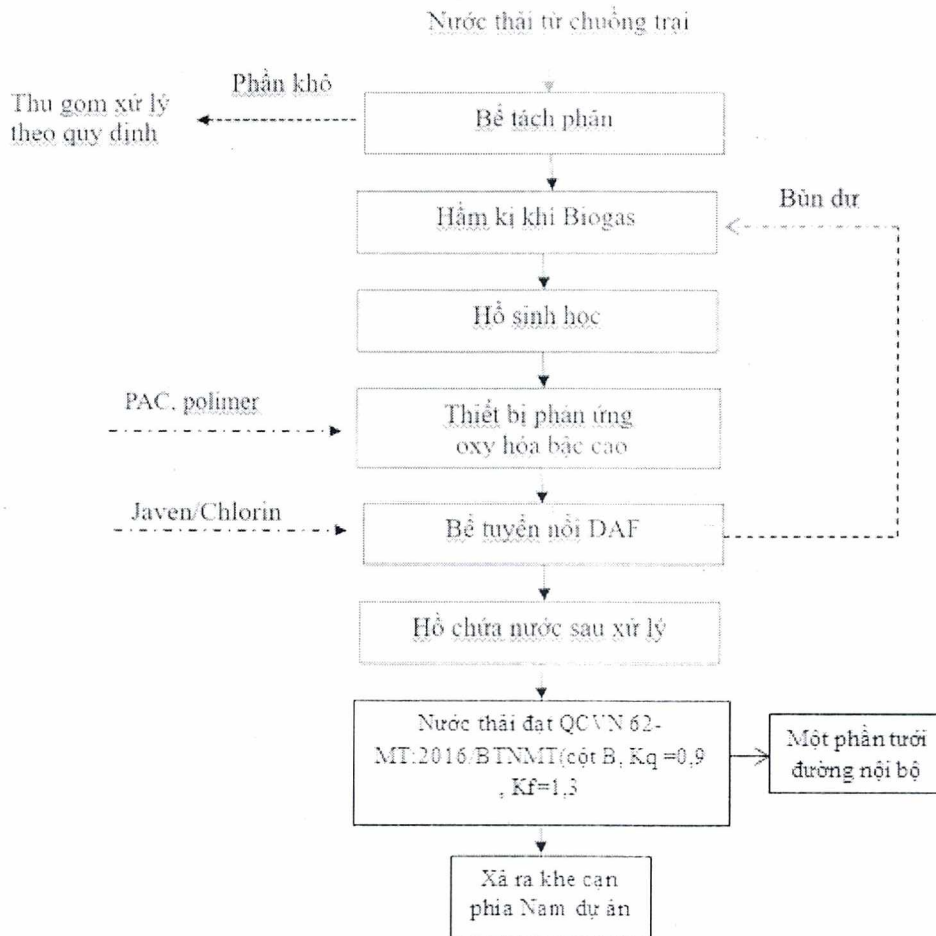 Nước thải từ chuồng trại
Phần khô
Thu gom xử lý
theo quy định
Bể tách phân
Hầm kị khí Biogas
Bùn dư
Hồ sinh học
PAC, polimer
Thiết bị phản ứng
oxy hóa bậc cao
Javen/Chlorin
Bể tuyển nổi DAF
Hồ chứa nước sau xử lý
Nước thải đạt QCVN 62-
MT:2016/BTNMT(cột B, Kq =0,9
, Kf=1,3
Một phần tưới
đường nội bộ
Xả ra khe cạn
phía Nam dự án